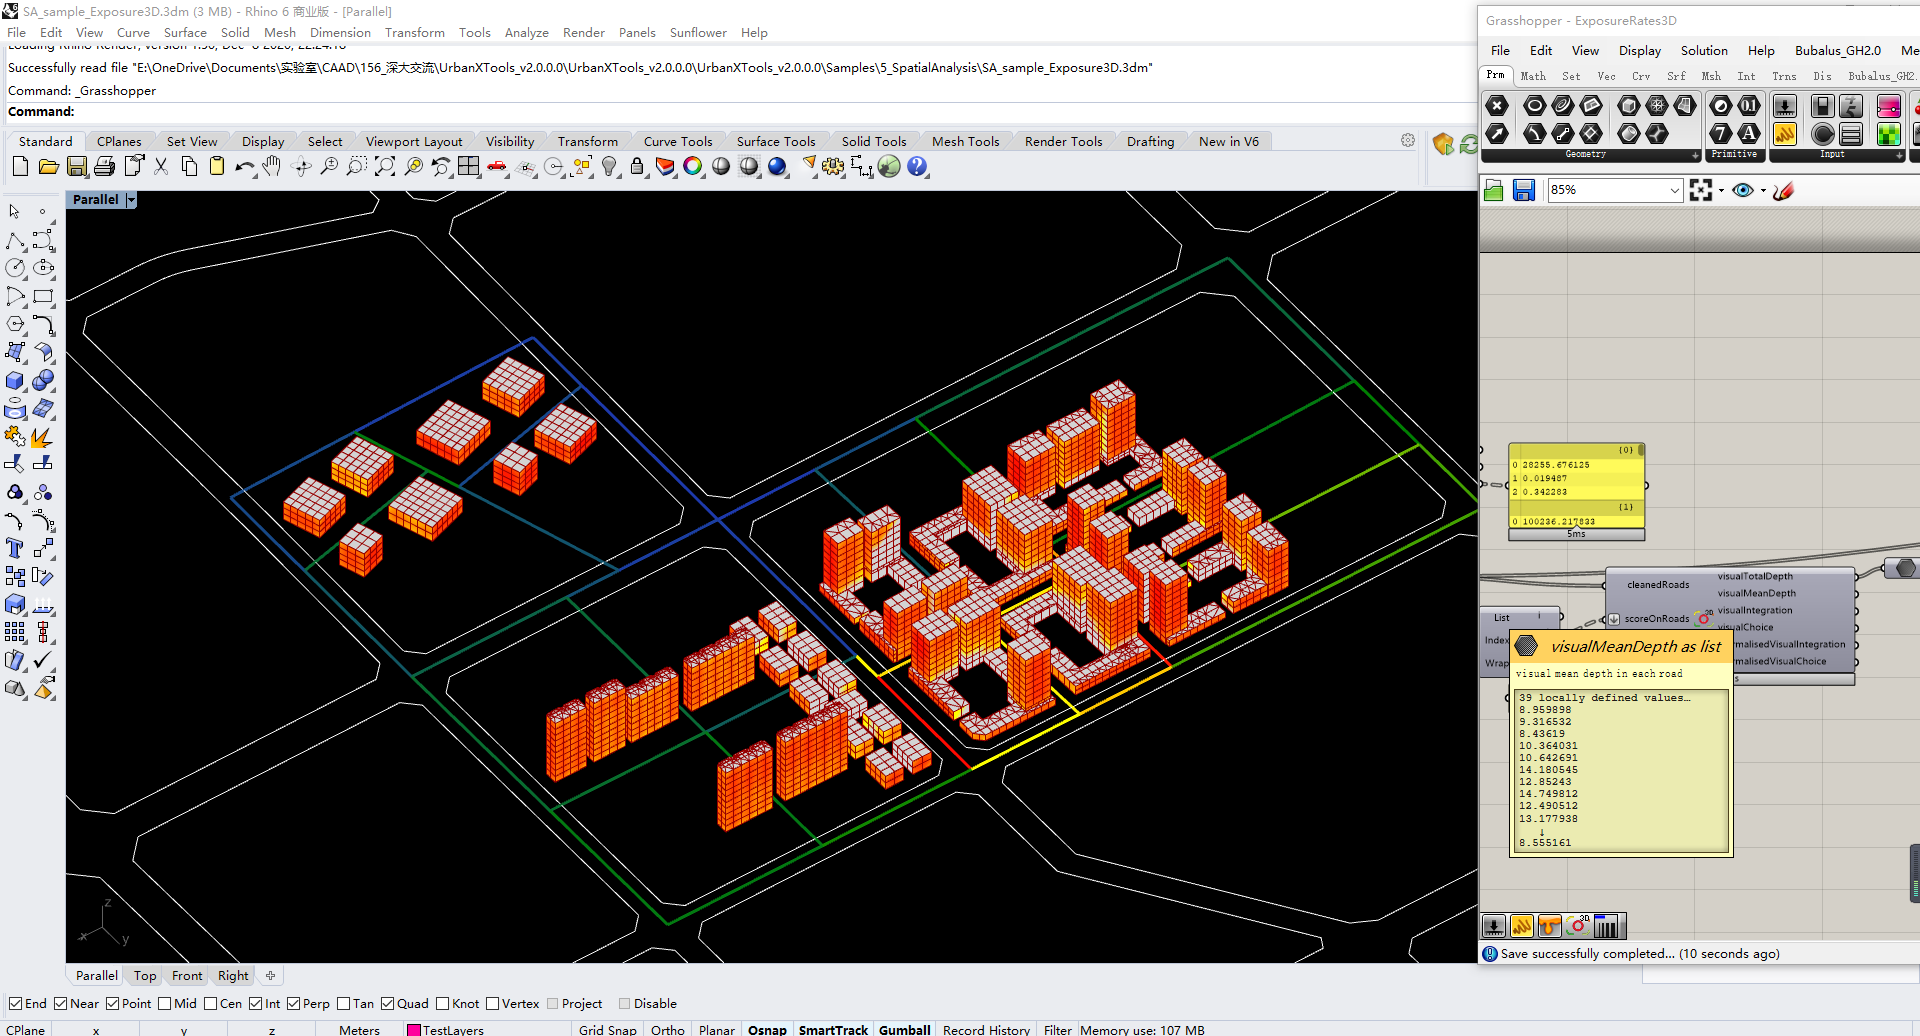 SA_sample_Exposure3D.3dm (3 MB) - Rhino 6 商业版 - [Parallel]
File Edit View Curve Surface Solid Mesh Dimension Transform Tools Analyze Render Panels Sunflower Help
Successfully read file "E:\OneDrive\Documents\实验室\CAAD\156_深大交流\UrbanXTools_v2.0.0.0\UrbanXTools_v2.0.0.0\UrbanXTools_v2.0.0.0\Samples\5_SpatialAnalysis\SA_sample_Exposure3D.3dm"
Command: _Grasshopper
Command:
Standard CPlanes Set View Display Select Viewport Layout Visibility Transform Curve Tools Surface Tools Solid Tools Mesh Tools Render Tools Drafting New in V6
Parallel
z
x y
Parallel Top Front Right
End Near Point Mid Cen Int Perp Tan Quad Knot Vertex Project Disable
CPlane x y z Meters TestLayers Grid Snap Ortho Planar Osnap SmartTrack Gumball Record History Filter Memory use: 107 MB
Grasshopper - ExposureRates3D
File Edit View Display Solution Help Bubalus_GH2.0 Me
Prm Math Set Vec Crv Srf Msh Int Trns Dis Bubalus_GH2.
Geometry Primitive Input
85%
{0}
0 28255.676125
1 0.019487
2 0.342283
{1}
0 100236.217833
5ms
cleanedRoads
scoreOnRoads
3D
visualTotalDepth
visualMeanDepth
visualIntegration
visualChoice
rmalisedVisualIntegration
rmalisedVisualChoice
s
List i
Index
Wrap
visualMeanDepth as list
visual mean depth in each road
39 locally defined values…
8.959898
9.316532
8.43619
10.364031
10.642691
14.180545
12.85243
14.749812
12.490512
13.177938
↓
8.555161
3D
Save successfully completed... (10 seconds ago)